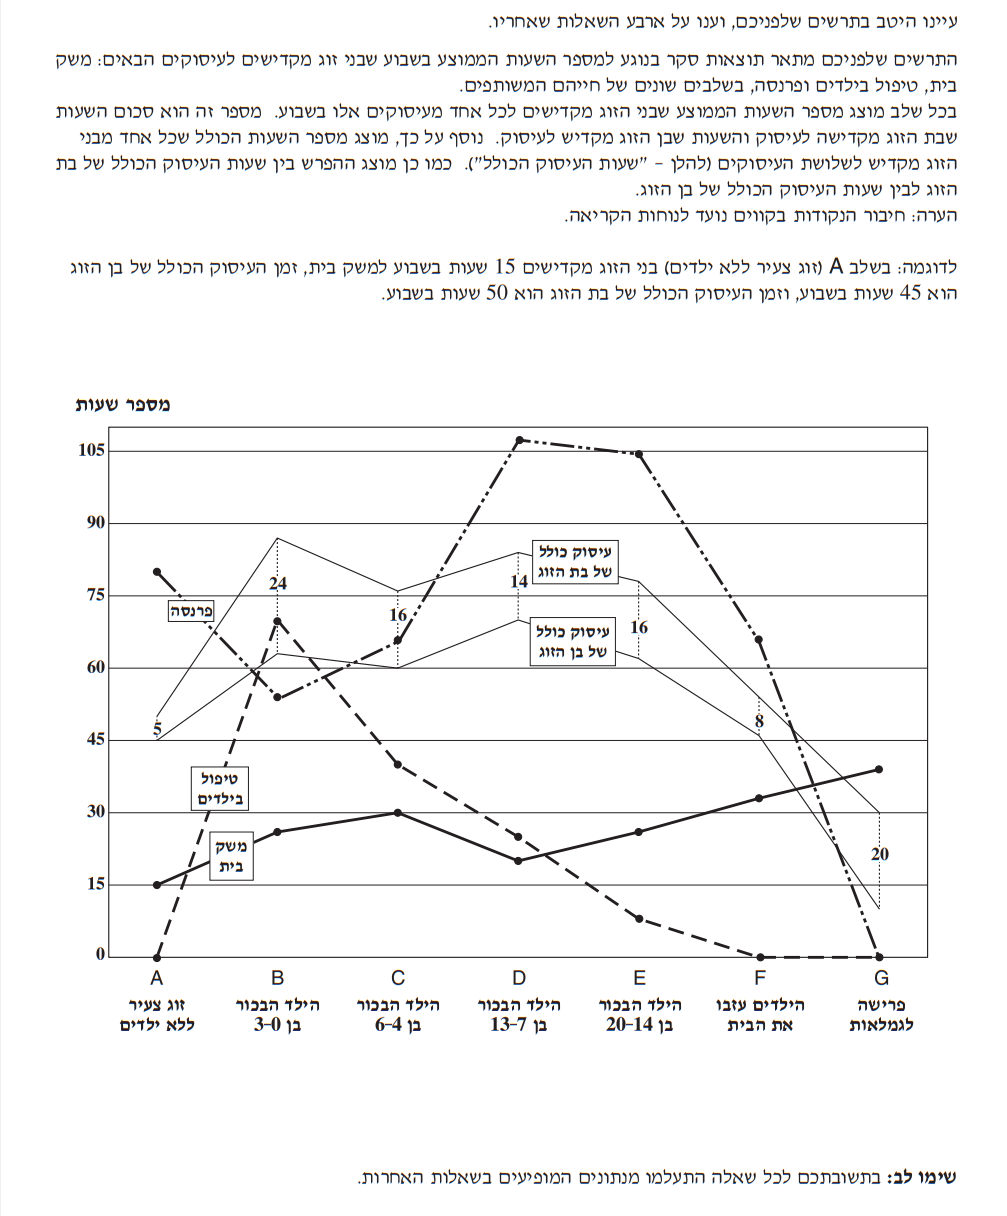 עיינו היטב בתרשים שלפניכם, וענו על ארבע השאלות שאחריו.
התרשים שלפניכם מתאר תוצאות סקר בנוגע למספר השעות הממוצע בשבוע שבני זוג מקדישים לעיסוקים הבאים: משק
בית, טיפול בילדים ופרנסה, בשלבים שונים של חייהם המשותפים.
בכל שלב מוצג מספר השעות הממוצע שבני הזוג מקדישים לכל אחד מעיסוקים אלו בשבוע. מספר זה הוא סכום השעות
שבת הזוג מקדישה לעיסוק והשעות שבן הזוג מקדיש לעיסוק. נוסף על כך, מוצג מספר השעות הכולל שכל אחד מבני
הזוג מקדיש לשלושת העיסוקים (להלן – "שעות העיסוק הכולל"). כמו כן מוצג ההפרש בין שעות העיסוק הכולל של בת
הזוג לבין שעות העיסוק הכולל של בן הזוג.
הערה: חיבור הנקודות בקווים נועד לנוחות הקריאה.
לדוגמה: בשלב A (זוג צעיר ללא ילדים) בני הזוג מקדישים 15 שעות בשבוע למשק בית, זמן העיסוק הכולל של בן הזוג
הוא 45 שעות בשבוע, וזמן העיסוק הכולל של בת הזוג הוא 50 שעות בשבוע.
מספר שעות
105
90
75
60
45
30
15
0
עיסוק כולל
של בת הזוג
עיסוק כולל
של בן הזוג
פרנסה
טיפול
בילדים
משק
בית
5
24
16
14
16
8
20
A B C D E F G
זוג צעיר
ללא ילדים
הילד הבכור
בן 3–0
הילד הבכור
בן 6–4
הילד הבכור
בן 13–7
הילד הבכור
בן 20–14
הילדים עזבו
את הבית
פרישה
לגמלאות
שימו לב: בתשובתכם לכל שאלה התעלמו מנתונים המופיעים בשאלות האחרות.